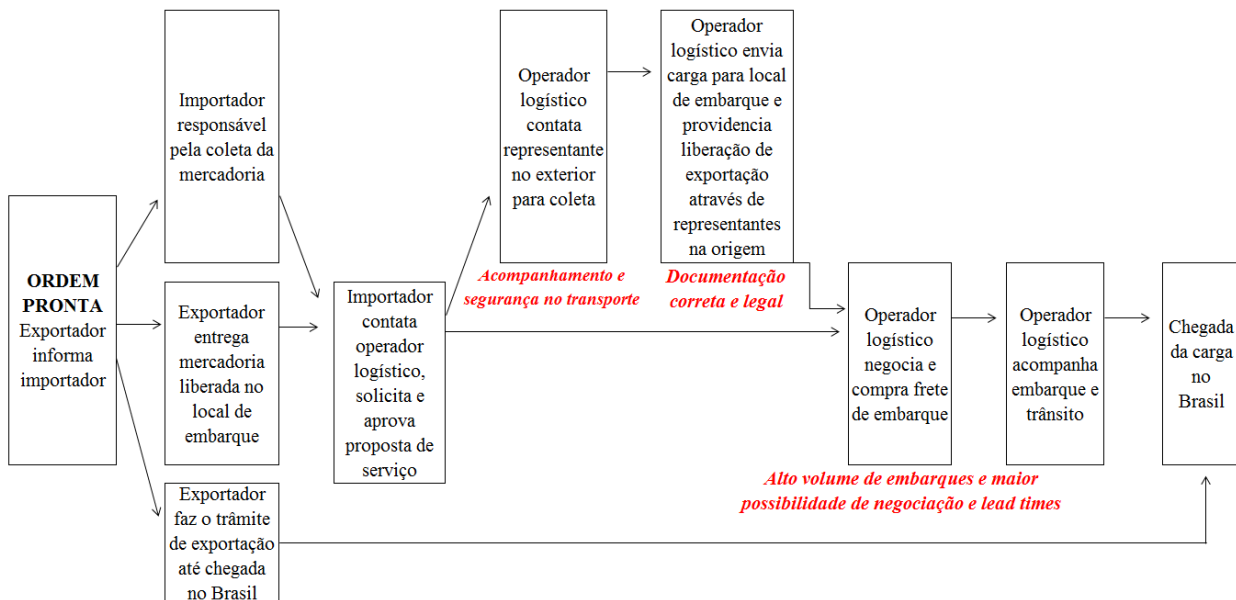 ORDEM
PRONTA
Exportador
informa
importador
Importador
responsável
pela coleta da
mercadoria
Exportador
entrega
mercadoria
liberada no
local de
embarque
Exportador
faz o trâmite
de exportação
até chegada
no Brasil
Importador
contata
operador
logístico,
solicita e
aprova
proposta de
serviço
Operador
logístico
contata
representante
no exterior
para coleta
Acompanhamento e
segurança no transporte
Operador
logístico envia
carga para local
de embarque e
providencia
liberação de
exportação
através de
representantes
na origem
Documentação
correta e legal
Operador
logístico
negocia e
compra frete
de embarque
Operador
logístico
acompanha
embarque e
trânsito
Alto volume de embarques e maior
possibilidade de negociação e lead times
Chegada
da carga
no
Brasil